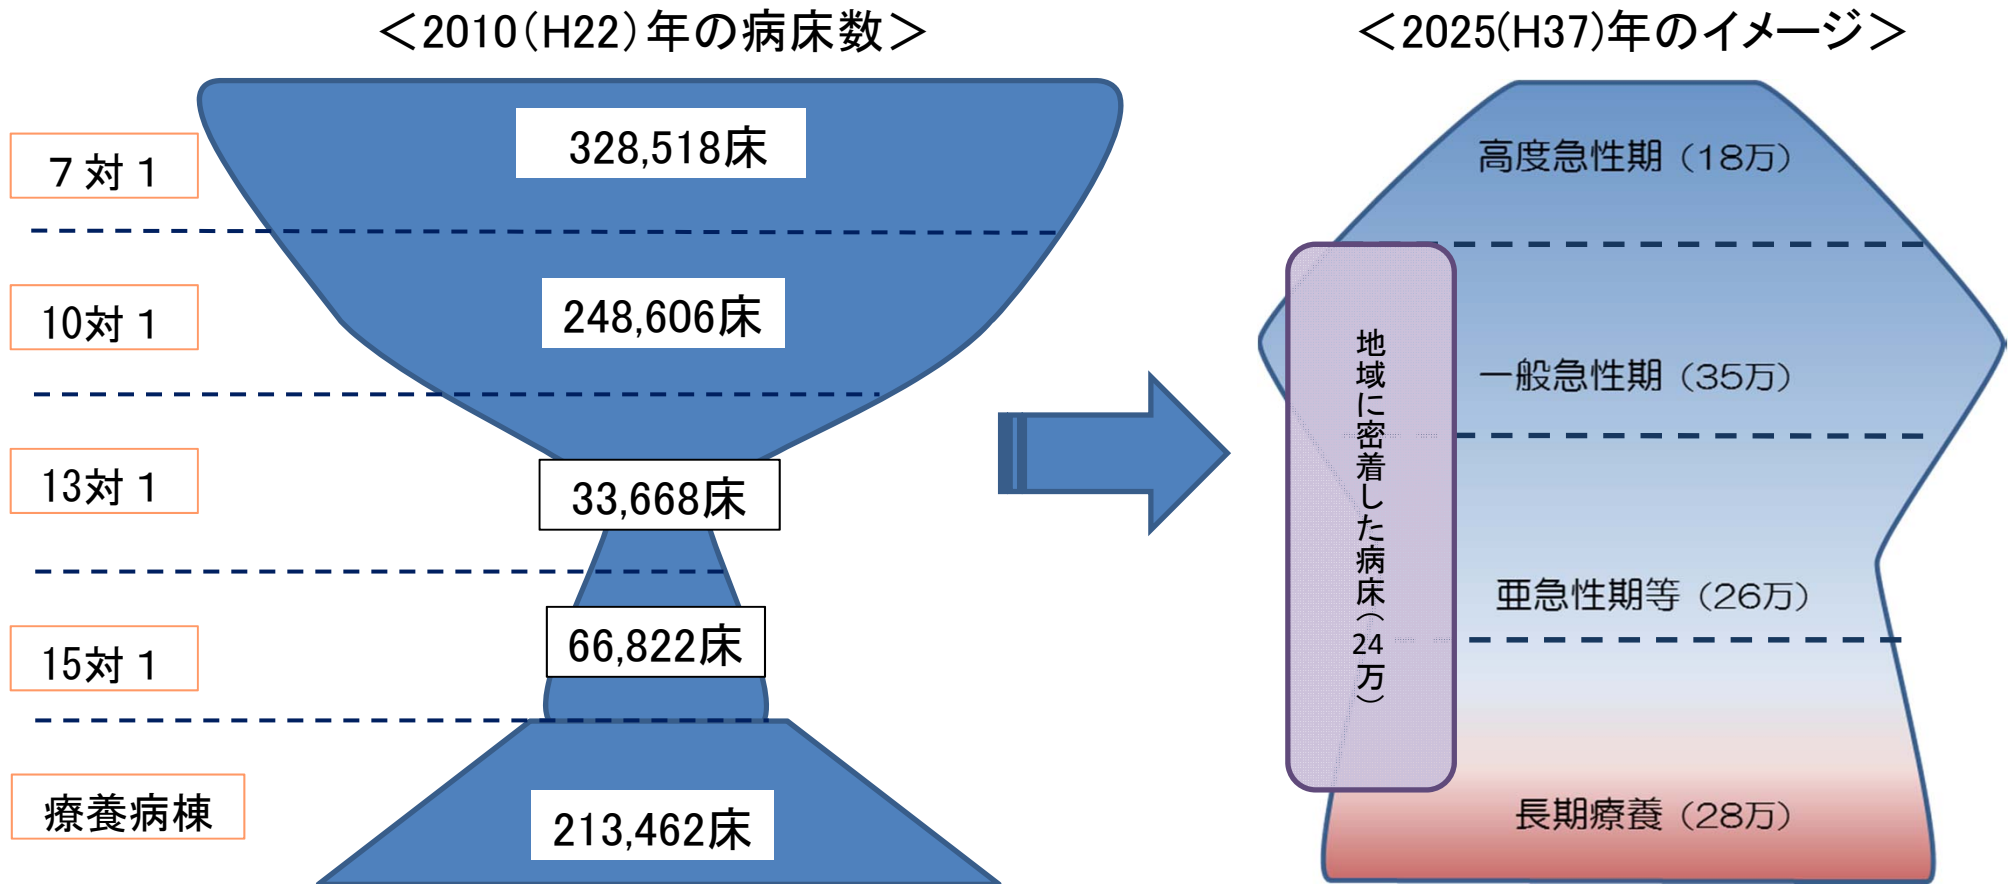 ＜2010（H22）年の病床数＞
7対1
328,518床
10対1
248,606床
13対1
33,668床
15対1
66,822床
療養病棟
213,462床
＜2025(H37)年のイメージ＞
高度急性期（18万）
一般急性期（35万）
亜急性期等（26万）
長期療養（28万）
地域に密着した病床（24万）